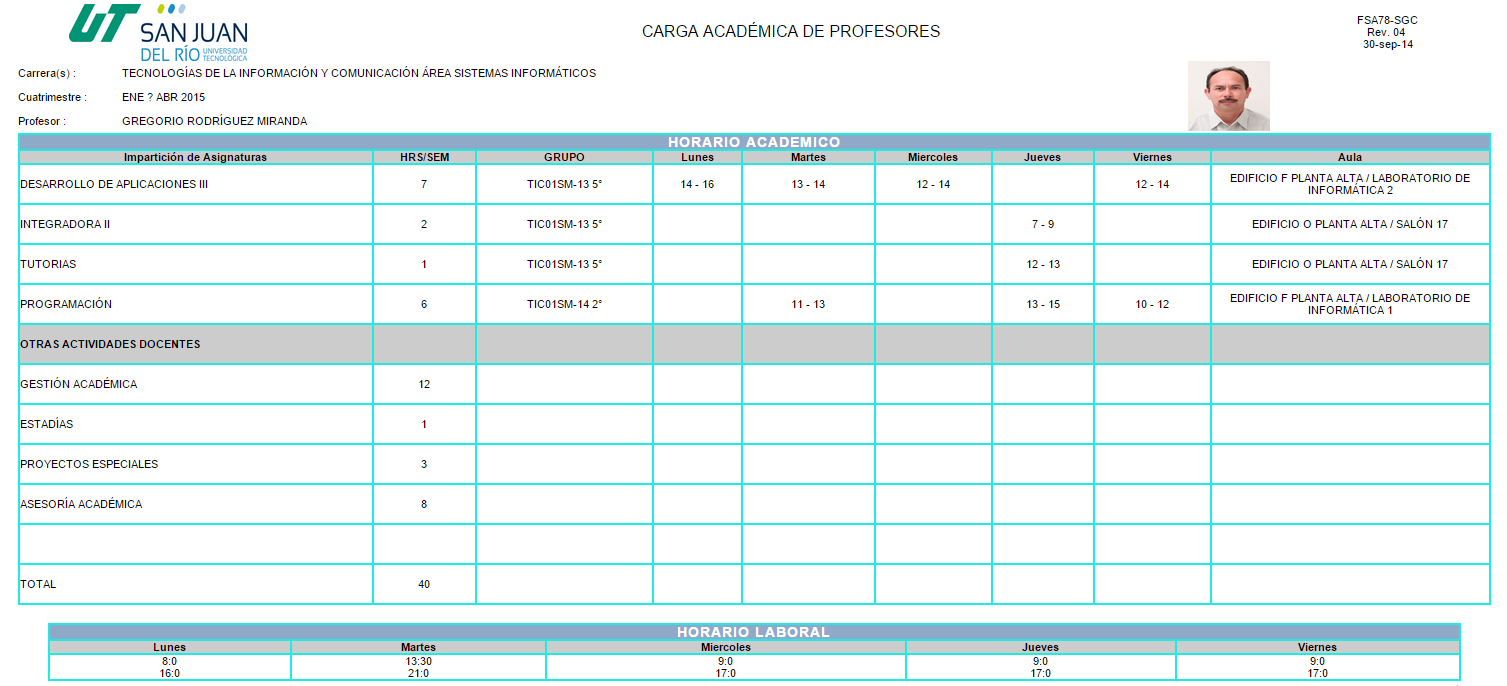 UT SAN JUAN
DEL RÍO UNIVERSIDAD TECNOLÓGICA
CARGA ACADÉMICA DE PROFESORES
FSA78-SGC
Rev. 04
30-sep-14
Carrera(s) : TECNOLOGÍAS DE LA INFORMACIÓN Y COMUNICACIÓN ÁREA SISTEMAS INFORMÁTICOS
Cuatrimestre : ENE ? ABR 2015
Profesor : GREGORIO RODRÍGUEZ MIRANDA
HORARIO ACADEMICO
Impartición de Asignaturas HRS/SEM GRUPO Lunes Martes Miercoles Jueves Viernes Aula
DESARROLLO DE APLICACIONES III 7 TIC01SM-13 5° 14 - 16 13 - 14 12 - 14 12 - 14 EDIFICIO F PLANTA ALTA / LABORATORIO DE
INFORMÁTICA 2
INTEGRADORA II 2 TIC01SM-13 5° 7 - 9 EDIFICIO O PLANTA ALTA / SALÓN 17
TUTORIAS 1 TIC01SM-13 5° 12 - 13 EDIFICIO O PLANTA ALTA / SALÓN 17
PROGRAMACIÓN 6 TIC01SM-14 2° 11 - 13 13 - 15 10 - 12 EDIFICIO F PLANTA ALTA / LABORATORIO DE
INFORMÁTICA 1
OTRAS ACTIVIDADES DOCENTES
GESTIÓN ACADÉMICA 12
ESTADÍAS 1
PROYECTOS ESPECIALES 3
ASESORÍA ACADÉMICA 8
TOTAL 40
HORARIO LABORAL
Lunes Martes Miercoles Jueves Viernes
8:0 13:30 9:0 9:0 9:0
16:0 21:0 17:0 17:0 17:0